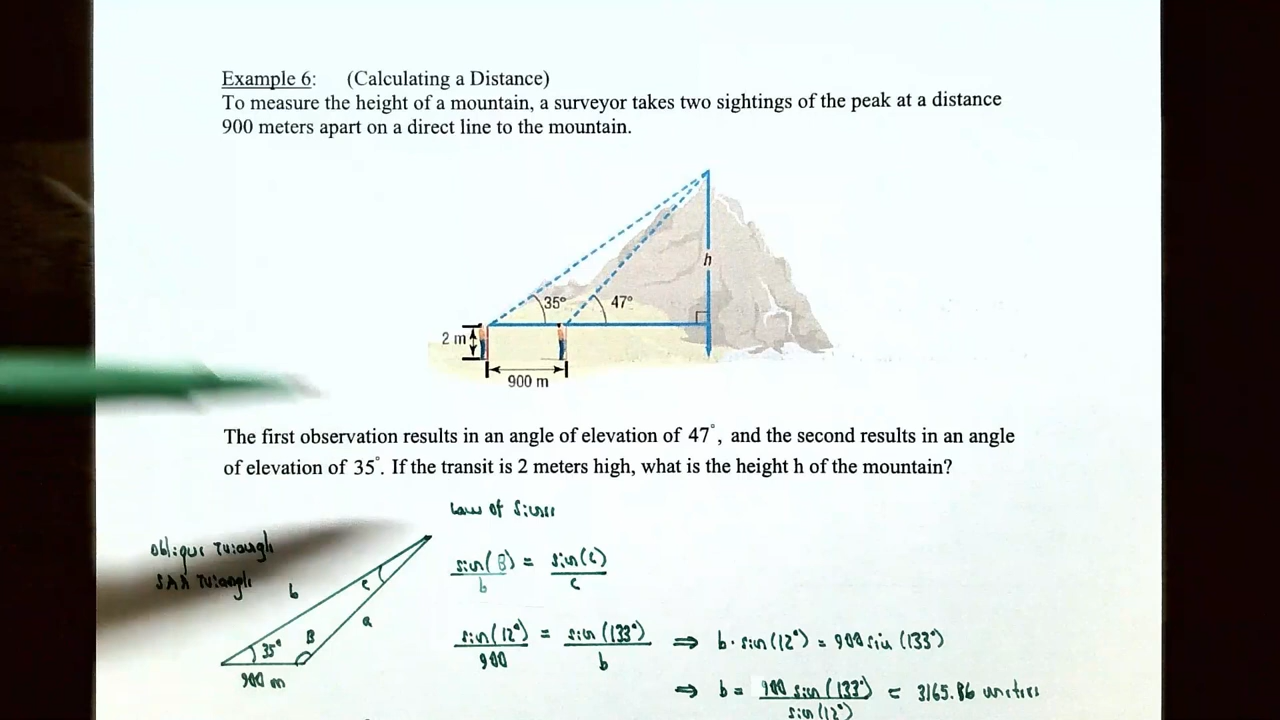 Example 6: (Calculating a Distance)
To measure the height of a mountain, a surveyor takes two sightings of the peak at a distance
900 meters apart on a direct line to the mountain.
h
35° 47°
2 m
900 m
The first observation results in an angle of elevation of 47°, and the second results in an angle
of elevation of 35°. If the transit is 2 meters high, what is the height h of the mountain?
Law of Sines
Oblique Triangle
SAA Triangle
b
c
a
35°
B
900 m
sin(B)/b = sin(C)/c
sin(12°)/900 = sin(133°)/b ⇒ b · sin(12°) = 900 sin(133°)
⇒ b = 900 sin(133°)/sin(12°) = 3165.86 meters